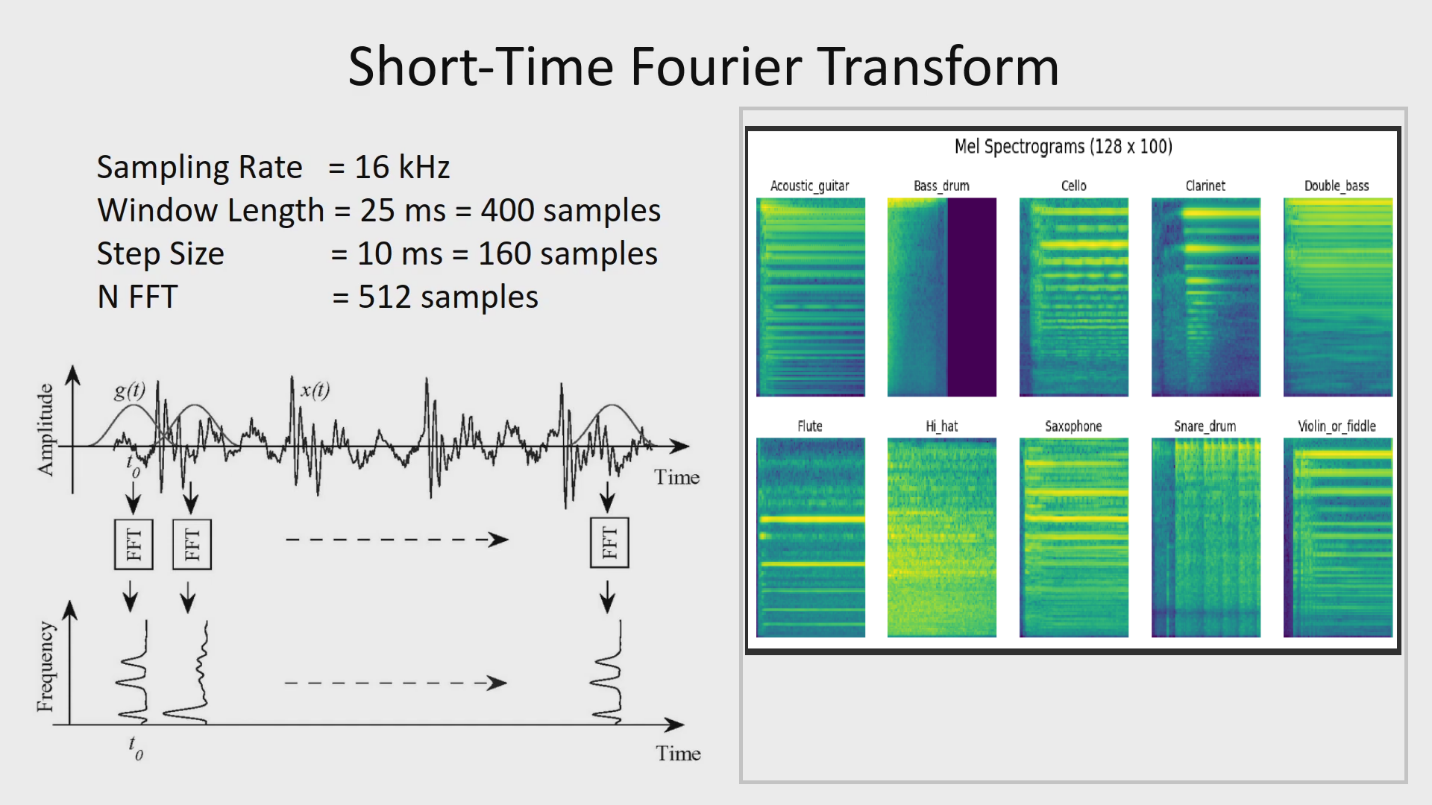 Short-Time Fourier Transform
Sampling Rate = 16 kHz
Window Length = 25 ms = 400 samples
Step Size = 10 ms = 160 samples
N FFT = 512 samples
Amplitude
g(t)
x(t)
t0
Time
FFT
FFT
FFT
Frequency
t0
Time
Mel Spectrograms (128 x 100)
Acoustic_guitar
Bass_drum
Cello
Clarinet
Double_bass
Flute
Hi_hat
Saxophone
Snare_drum
Violin_or_fiddle